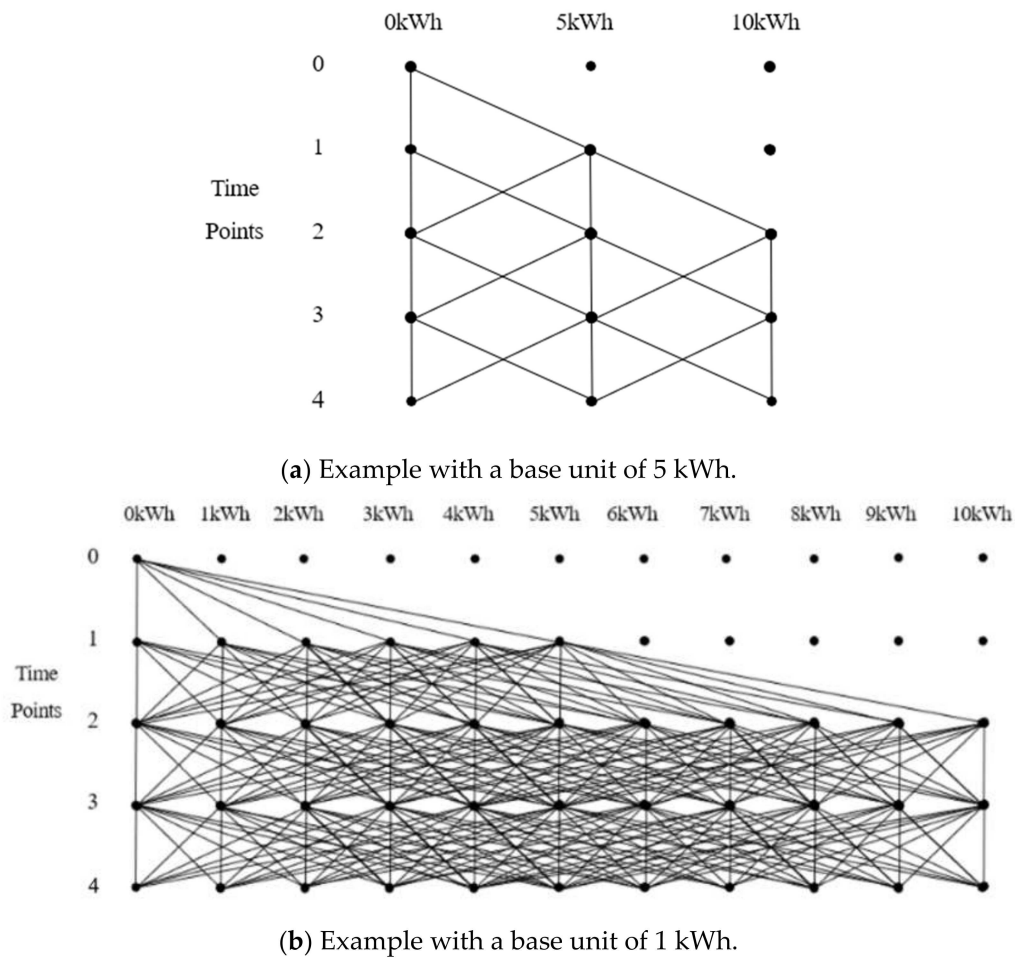 0kWh 5kWh 10kWh
0
1
Time
Points
2
3
4
(a) Example with a base unit of 5 kWh.
0kWh 1kWh 2kWh 3kWh 4kWh 5kWh 6kWh 7kWh 8kWh 9kWh 10kWh
0
1
Time
Points
2
3
4
(b) Example with a base unit of 1 kWh.